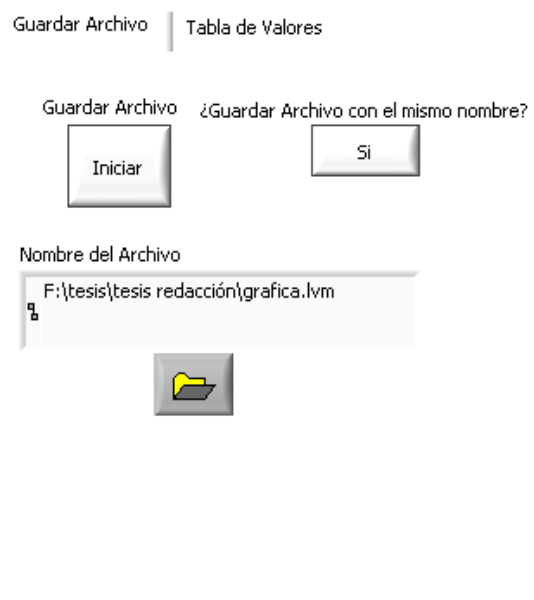 Guardar Archivo
Tabla de Valores
Guardar Archivo
¿Guardar Archivo con el mismo nombre?
Iniciar
Si
Nombre del Archivo
F:\tesis\tesis redacción\grafica.lvm